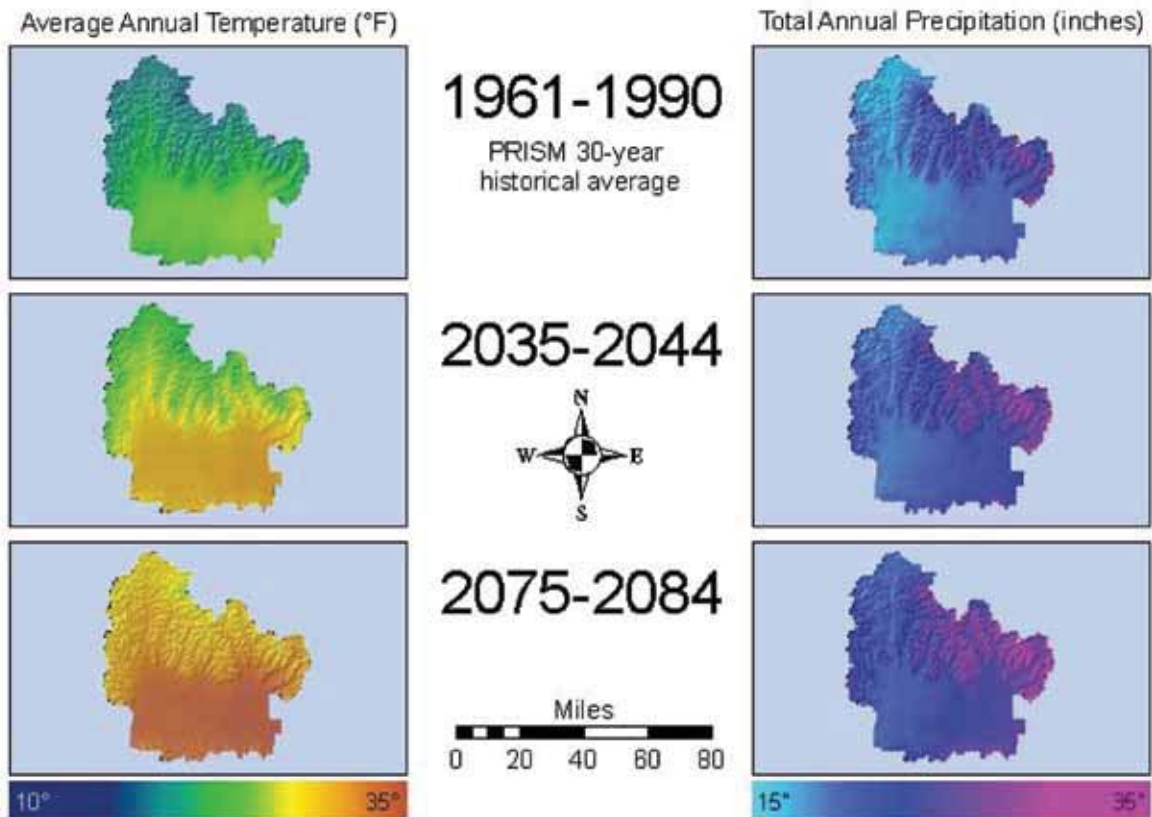 Average Annual Temperature (°F)
Total Annual Precipitation (inches)
1961-1990
PRISM 30-year
historical average
2035-2044
N
W E
S
2075-2084
Miles
0 20 40 60 80
10° 35°
15" 35"